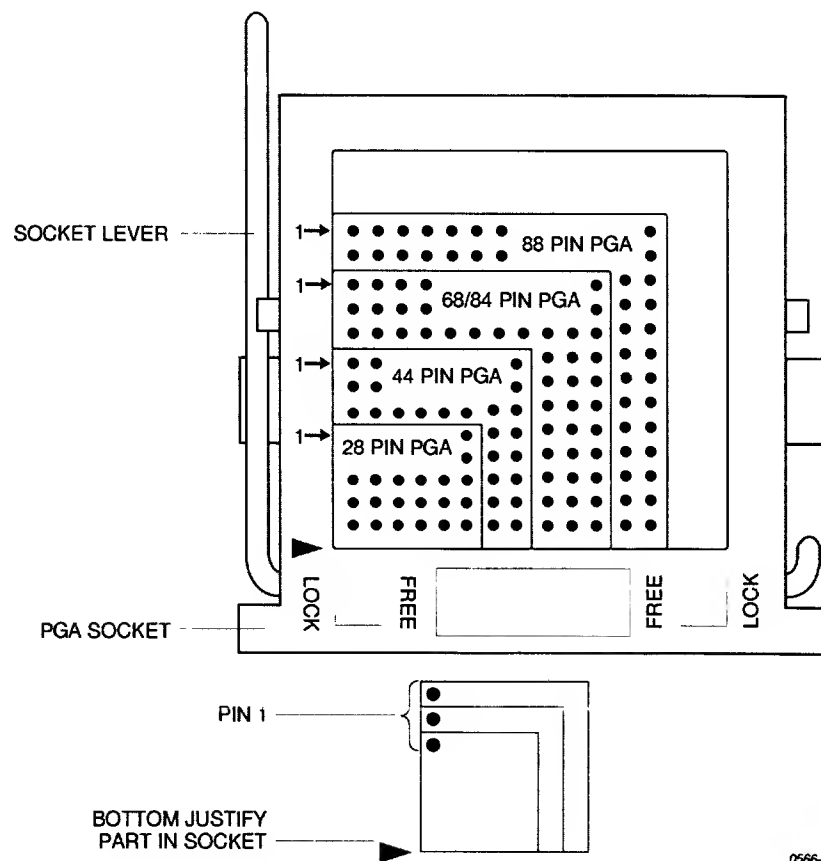 SOCKET LEVER
1→ 88 PIN PGA
1→ 68/84 PIN PGA
1→ 44 PIN PGA
1→ 28 PIN PGA
LOCK FREE FREE LOCK
PGA SOCKET
PIN 1
BOTTOM JUSTIFY
PART IN SOCKET
0566-